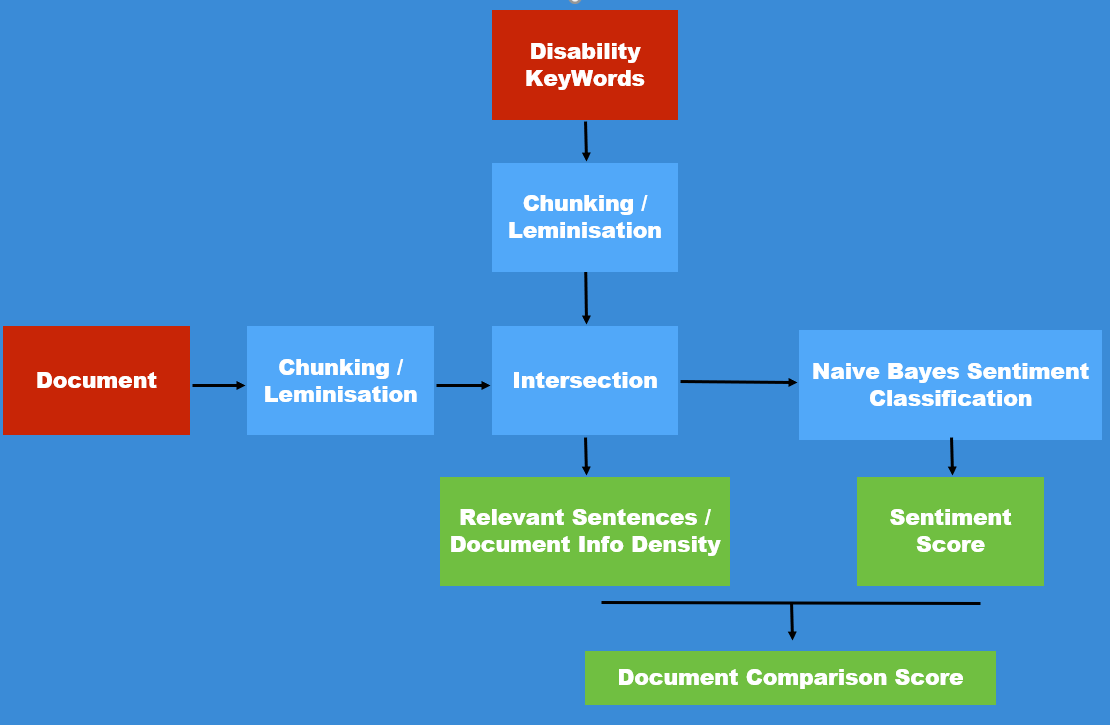 Disability
KeyWords
Chunking /
Leminisation
Document
Chunking /
Leminisation
Intersection
Naive Bayes Sentiment
Classification
Relevant Sentences /
Document Info Density
Sentiment
Score
Document Comparison Score